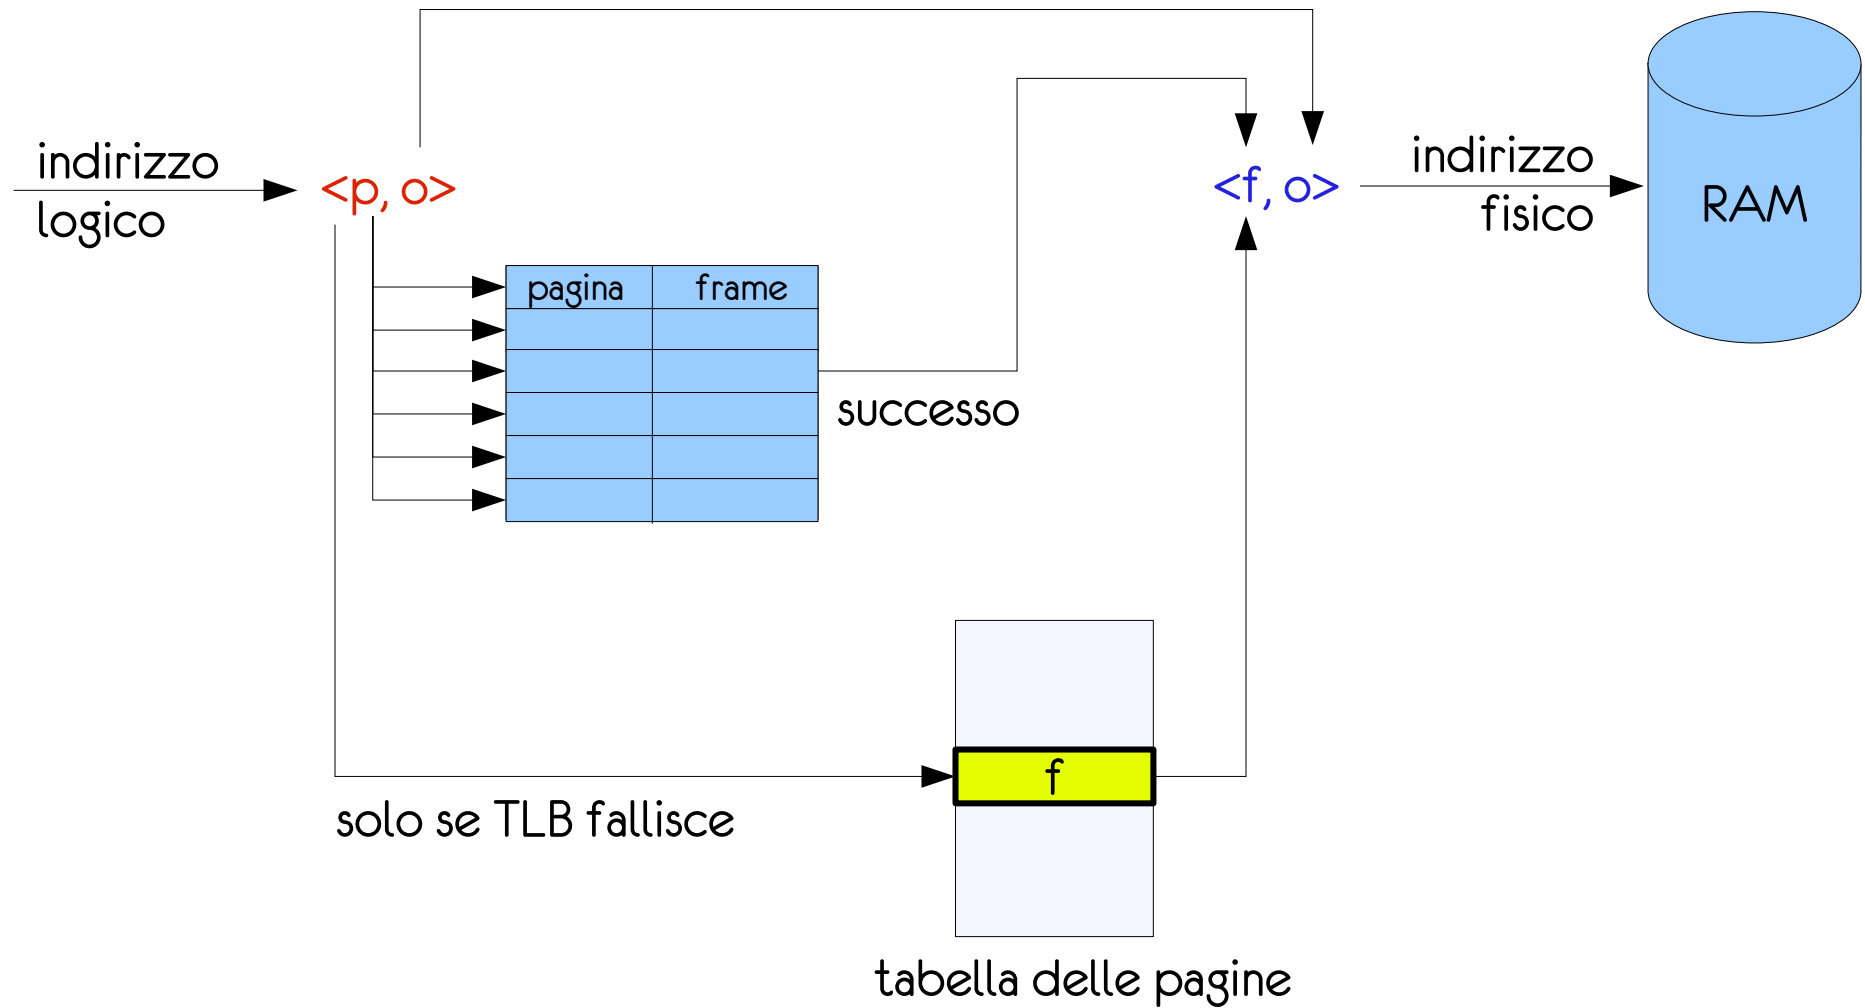 indirizzo
logico
<p, o>
<f, o>
indirizzo
fisico
RAM
pagina frame
successo
f
solo se TLB fallisce
tabella delle pagine